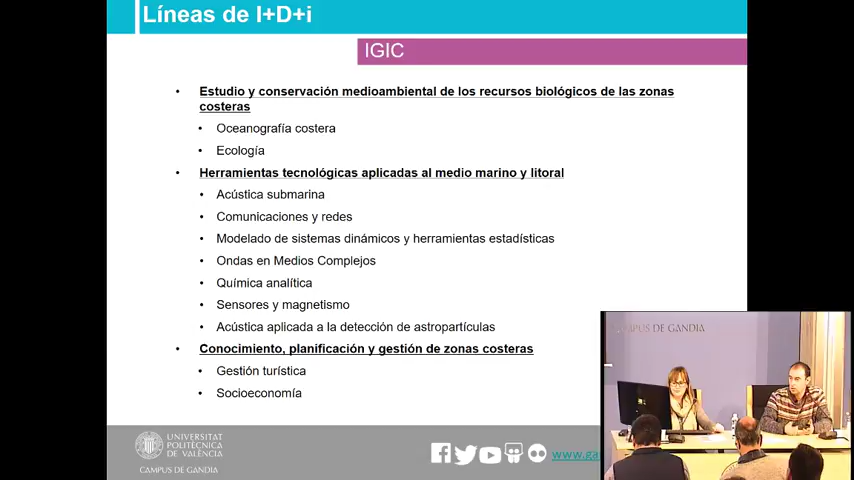 Líneas de I+D+i
IGIC
• Estudio y conservación medioambiental de los recursos biológicos de las zonas
costeras
• Oceanografía costera
• Ecología
• Herramientas tecnológicas aplicadas al medio marino y litoral
• Acústica submarina
• Comunicaciones y redes
• Modelado de sistemas dinámicos y herramientas estadísticas
• Ondas en Medios Complejos
• Química analítica
• Sensores y magnetismo
• Acústica aplicada a la detección de astropartículas
• Conocimiento, planificación y gestión de zonas costeras
• Gestión turística
• Socioeconomía
UNIVERSITAT
POLITÈCNICA
DE VALÈNCIA
CAMPUS DE GANDIA
www.ga
CAMPUS DE GANDIA